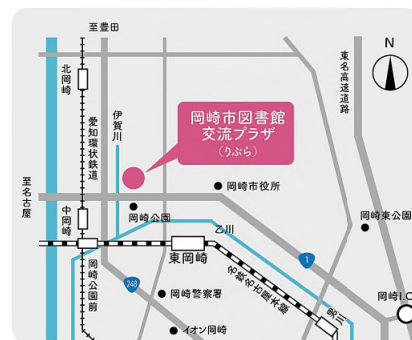 至豊田
N
北岡崎
愛知環状鉄道
伊賀川
東名高速道路
岡崎市図書館
交流プラザ
（りぶら）
至名古屋
岡崎市役所
中岡崎
岡崎公園
乙川
岡崎東公園
東岡崎
岡崎公園前
名鉄名古屋本線
1
248
男川
岡崎I.C
岡崎警察署
イオン岡崎